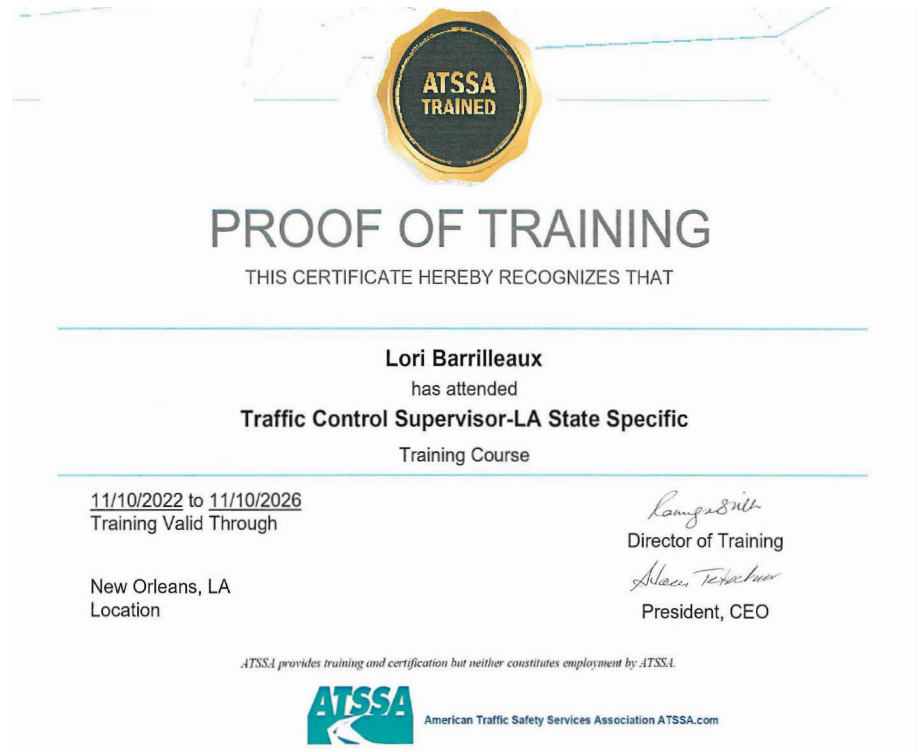 ATSSA
TRAINED
PROOF OF TRAINING
THIS CERTIFICATE HEREBY RECOGNIZES THAT
Lori Barrilleaux
has attended
Traffic Control Supervisor-LA State Specific
Training Course
11/10/2022 to 11/10/2026
Training Valid Through
Director of Training
New Orleans, LA
Location
President, CEO
ATSSA provides training and certification but neither constitutes employment by ATSSA.
ATSSA
American Traffic Safety Services Association ATSSA.com